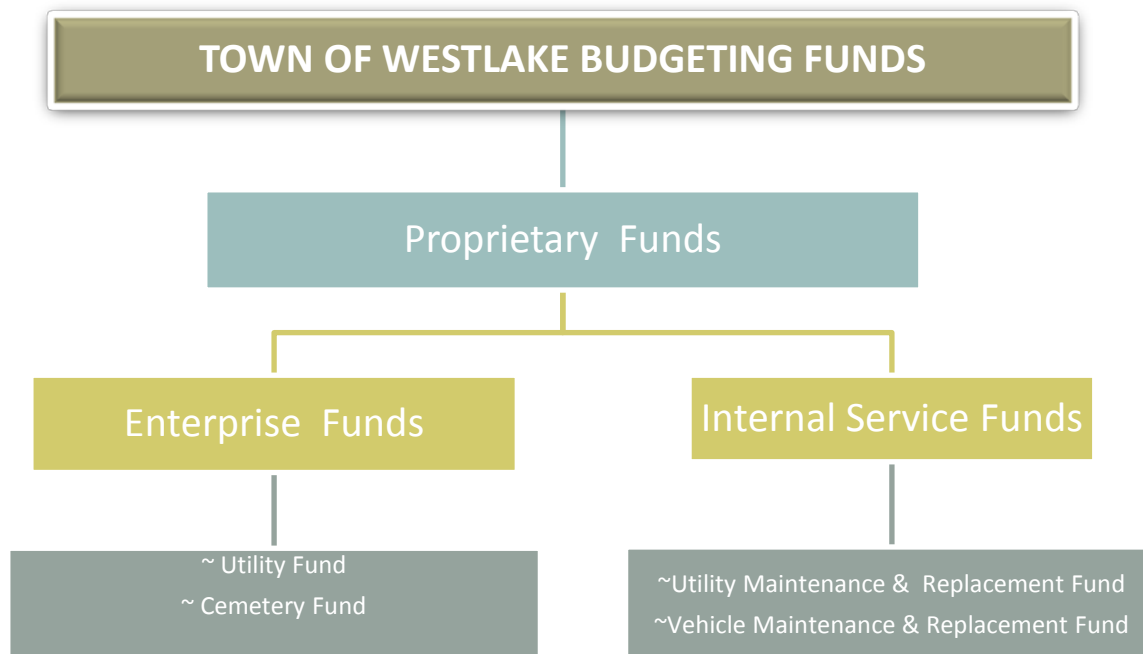 TOWN OF WESTLAKE BUDGETING FUNDS
Proprietary Funds
Enterprise Funds
Internal Service Funds
~ Utility Fund
~ Cemetery Fund
~Utility Maintenance & Replacement Fund
~Vehicle Maintenance & Replacement Fund